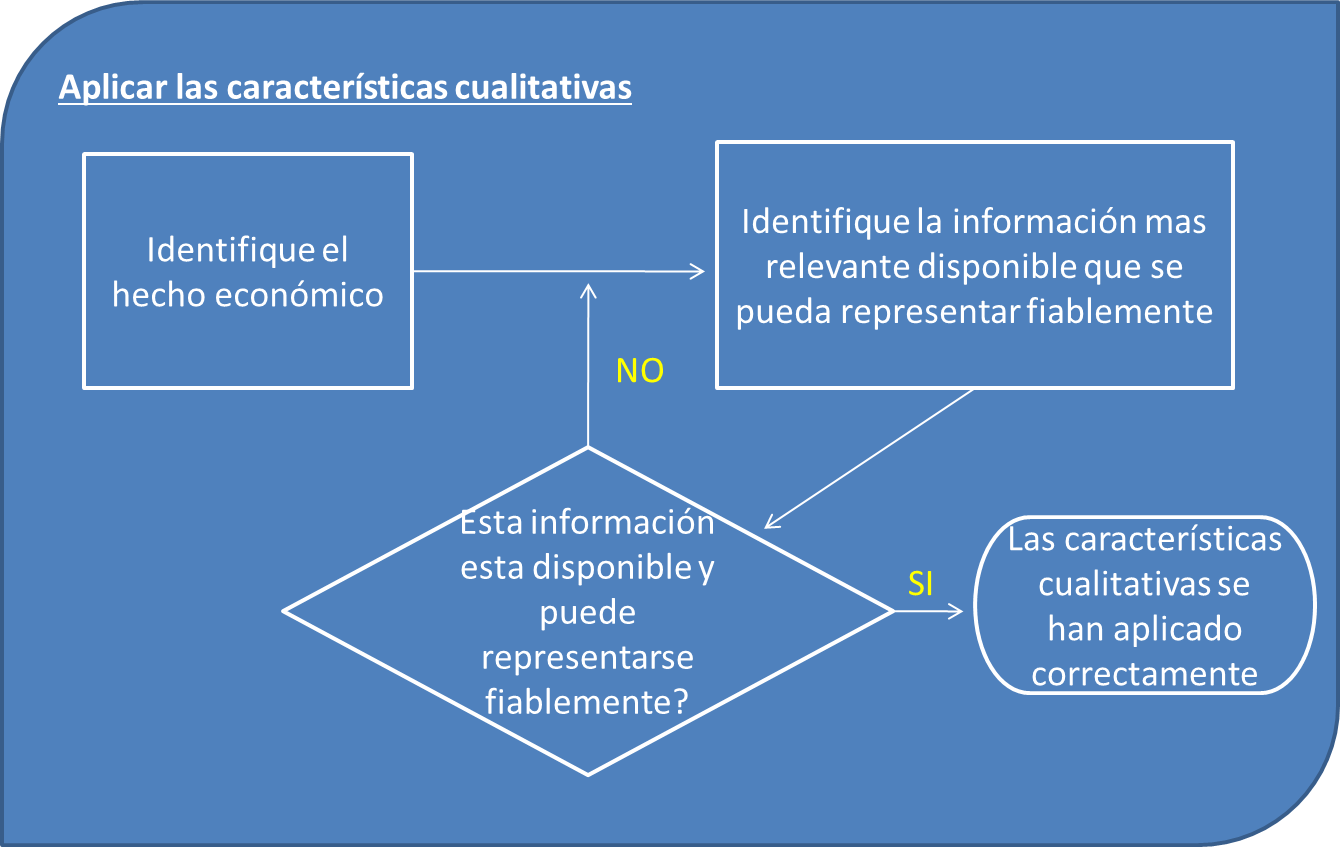 Aplicar las características cualitativas
Identifique el
hecho económico
Identifique la información mas
relevante disponible que se
pueda representar fiablemente
NO
Esta información
esta disponible y
puede
representarse
fiablemente?
SI
Las características
cualitativas se
han aplicado
correctamente